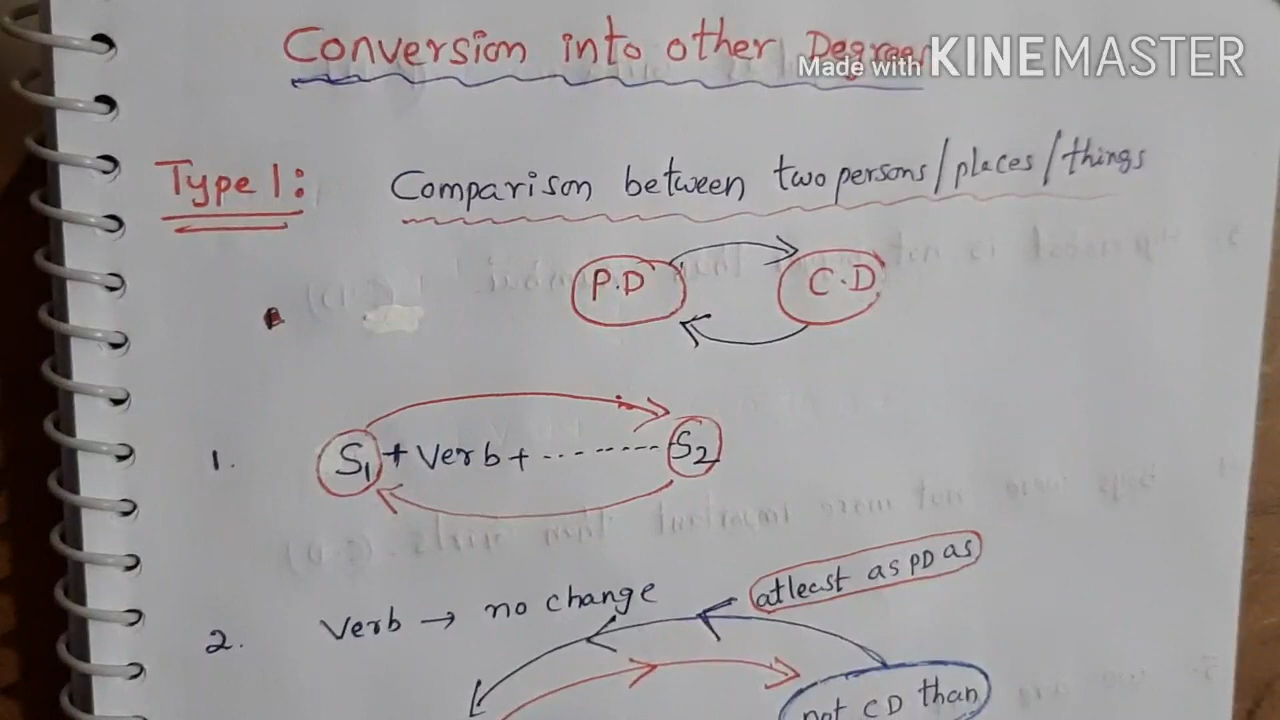 Conversion into other Degrees
Made with KINEMASTER
Type 1: Comparison between two persons/places/things
P.D C.D
1. S1 + Verb + -------- S2
atleast as PD as
2. Verb → no change
not CD than